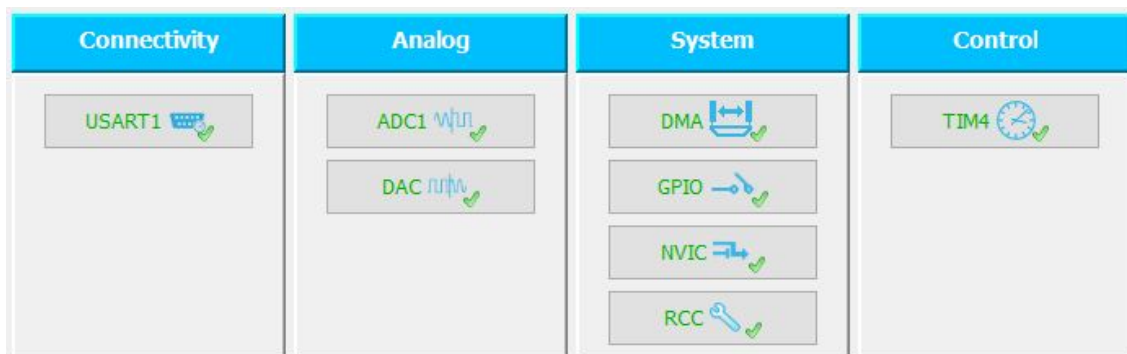 Connectivity
Analog
System
Control
USART1
ADC1
DMA
TIM4
DAC
GPIO
NVIC
RCC